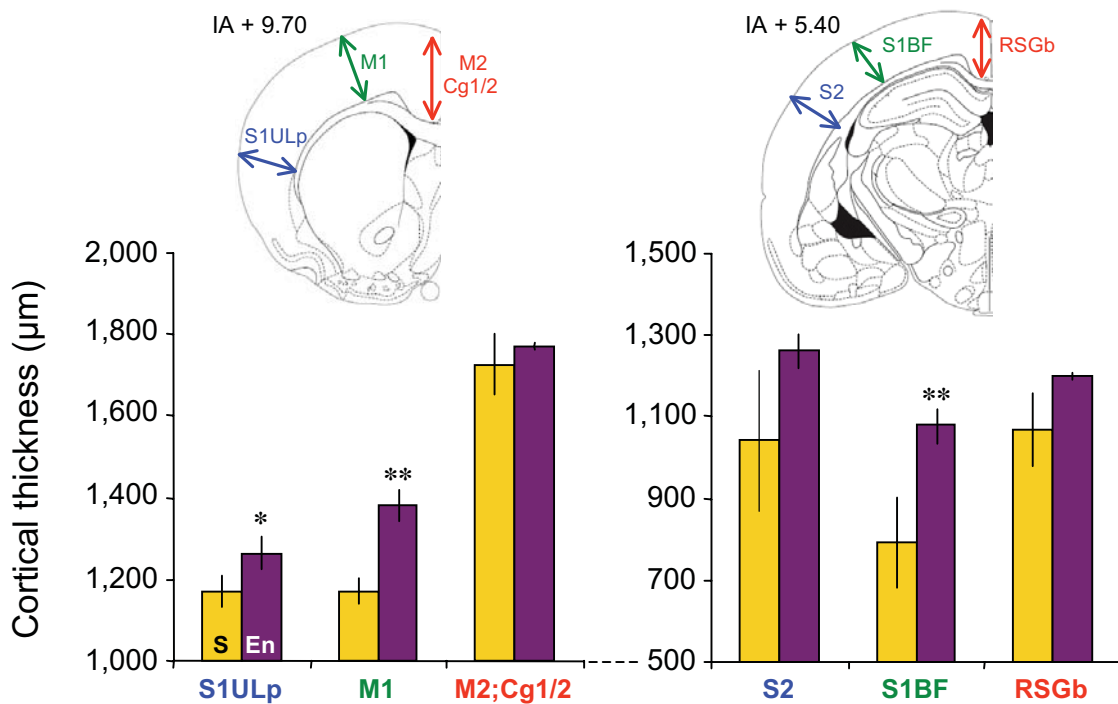 IA + 9.70
M1
M2
Cg1/2
S1ULp
IA + 5.40
S1BF
RSGb
S2
Cortical thickness (µm)
2,000
1,800
1,600
1,400
1,200
1,000
*
**
S En
S1ULp M1 M2;Cg1/2
1,500
1,300
1,100
900
700
500
**
S2 S1BF RSGb